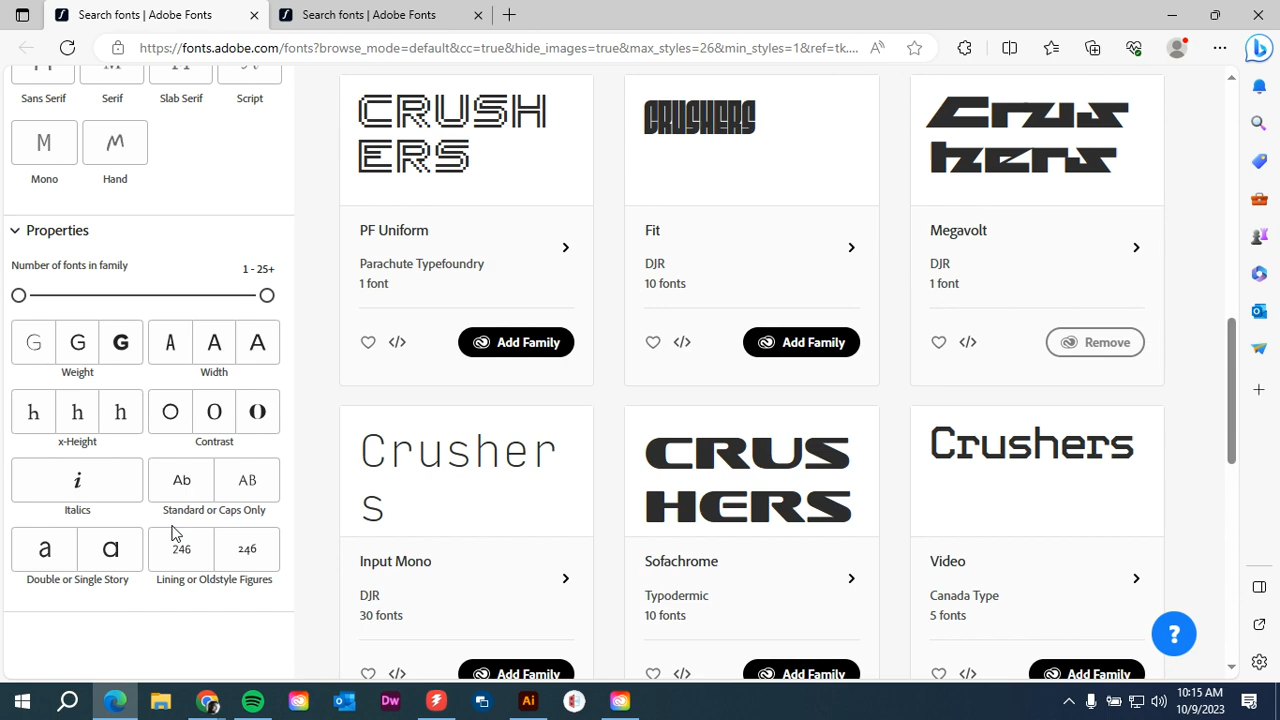 Search fonts | Adobe Fonts
Search fonts | Adobe Fonts
https://fonts.adobe.com/fonts?browse_mode=default&cc=true&hide_images=true&max_styles=26&min_styles=1&ref=tk....
Sans Serif
Serif
Slab Serif
Script
M
M
Mono
Hand
Properties
Number of fonts in family
1 - 25+
G G G
A A A
Weight
Width
h h h
O O O
x-Height
Contrast
i
Ab AB
Italics
Standard or Caps Only
a a
246 246
Double or Single Story
Lining or Oldstyle Figures
CRUSH
ERS
PF Uniform
Parachute Typefoundry
1 font
Add Family
CRUSHERS
Fit
DJR
10 fonts
Add Family
Crus
hers
Megavolt
DJR
1 font
Remove
Crusher
s
Input Mono
DJR
30 fonts
Add Family
CRUS
HERS
Sofachrome
Typodermic
10 fonts
Add Family
Crushers
Video
Canada Type
5 fonts
Add Family
?
Dw
Ai
10:15 AM
10/9/2023